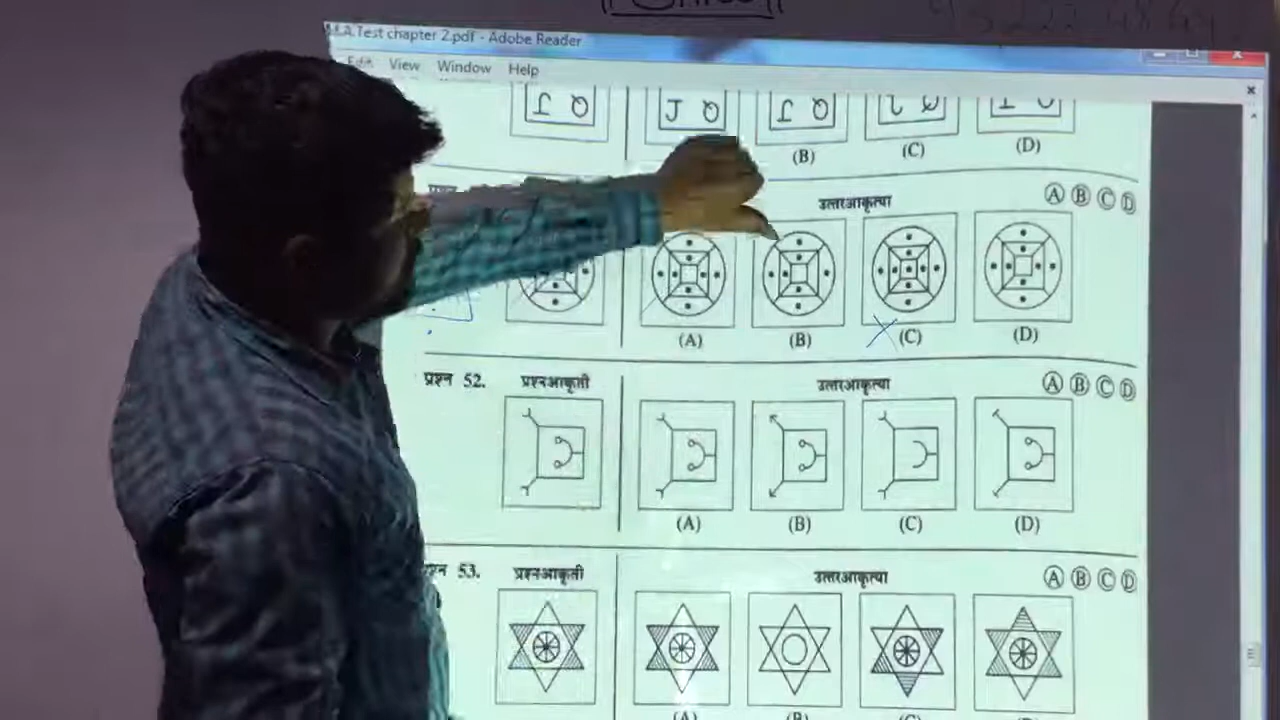 Test chapter 2.pdf - Adobe Reader
Edit View Window Help
(B) (C) (D)
उत्तरआकृत्या A B C D
(A) (B) (C) (D)
प्रश्न 52. प्रश्नआकृती उत्तरआकृत्या A B C D
(A) (B) (C) (D)
53. प्रश्नआकृती उत्तरआकृत्या A B C D